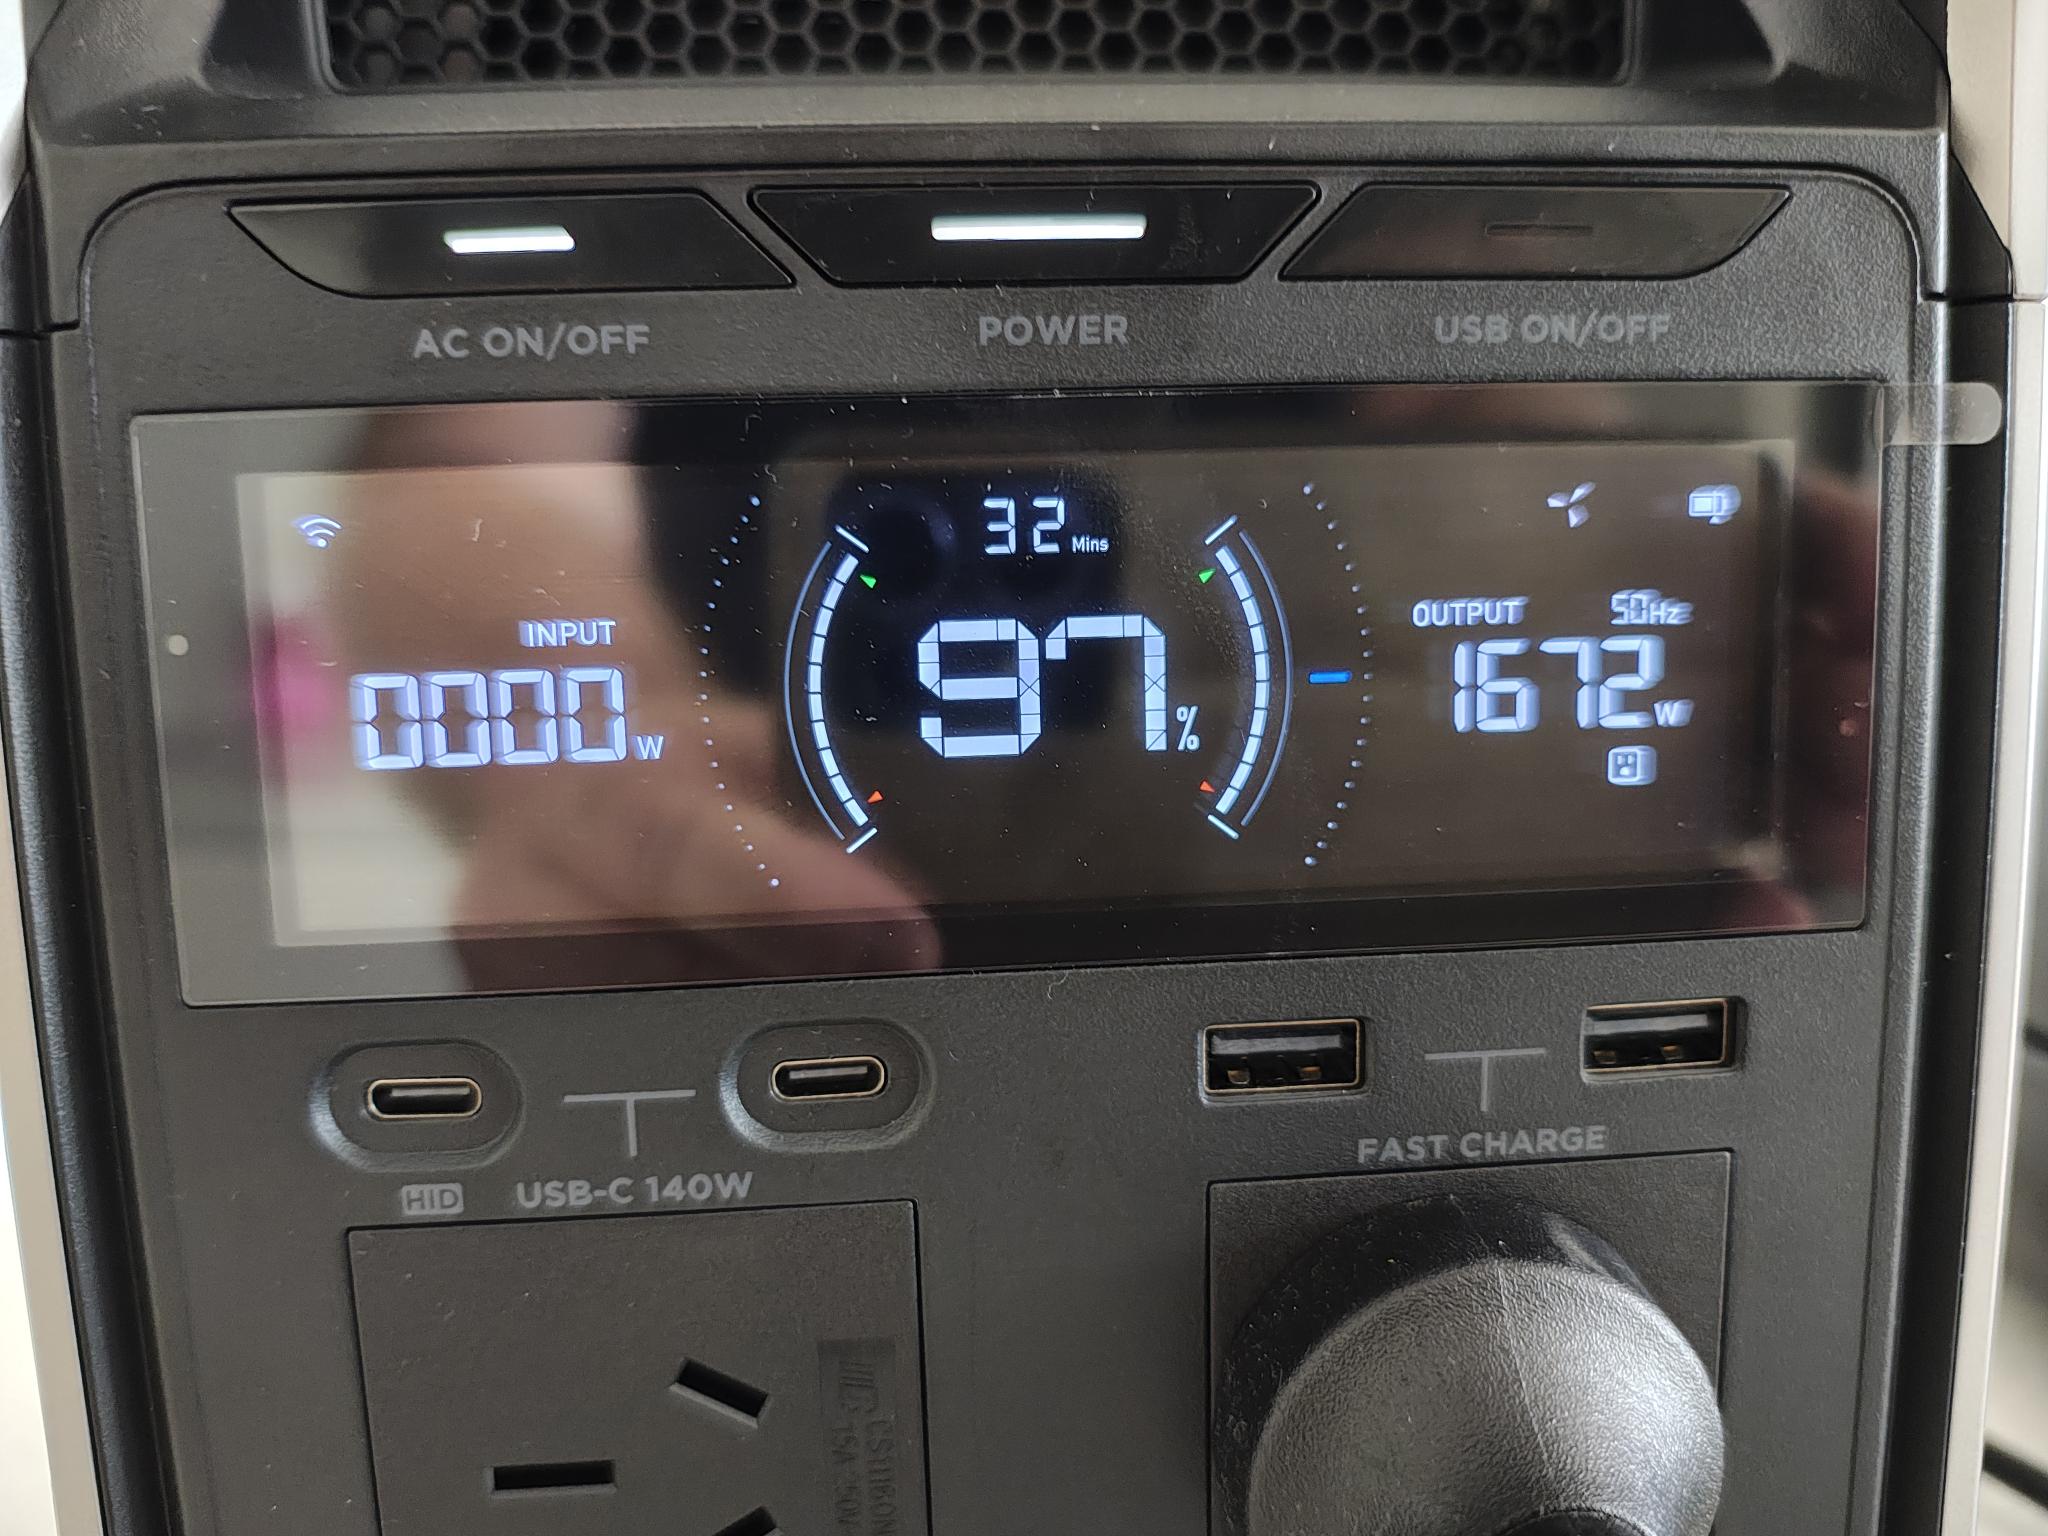 AC ON/OFF
POWER
USB ON/OFF
32 Mins
INPUT
0000W
97%
OUTPUT 50Hz
1672W
HID
USB-C 140W
FAST CHARGE